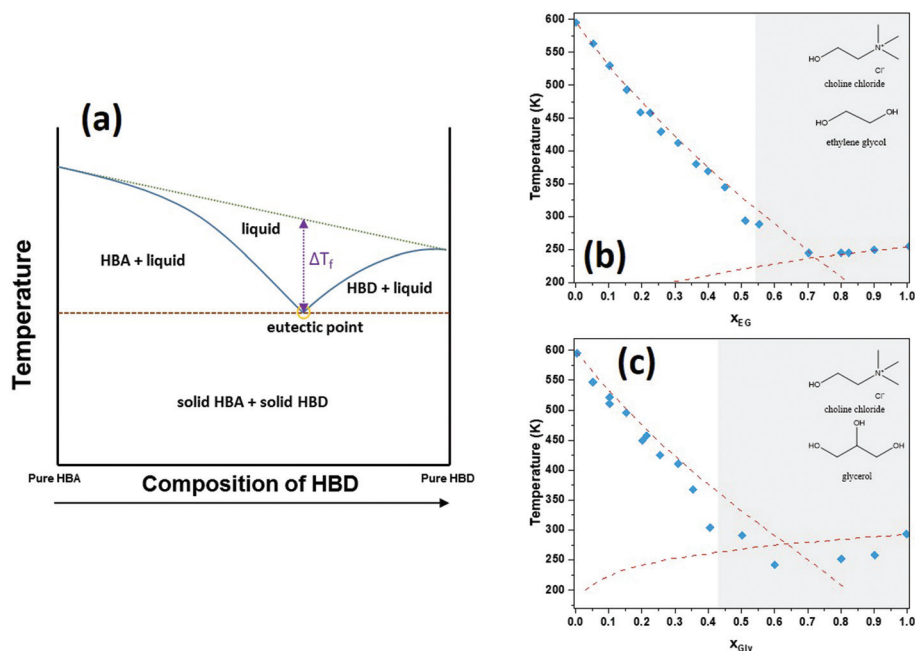 (a)
Temperature
liquid
HBA + liquid
ΔTf
HBD + liquid
eutectic point
solid HBA + solid HBD
Pure HBA
Composition of HBD
Pure HBD
600
550
500
450
400
350
300
250
200
Temperature (K)
HO
N+
Cl-
choline chloride
HO
OH
ethylene glycol
(b)
0.0 0.1 0.2 0.3 0.4 0.5 0.6 0.7 0.8 0.9 1.0
xEG
600
550
500
450
400
350
300
250
200
Temperature (K)
(c)
HO
N+
Cl-
choline chloride
OH
HO
OH
glycerol
0.0 0.1 0.2 0.3 0.4 0.5 0.6 0.7 0.8 0.9 1.0
xGly